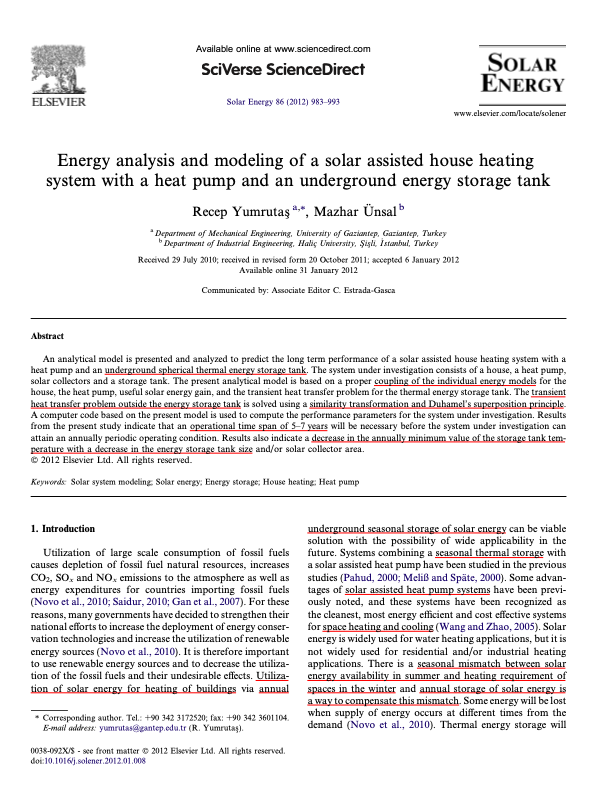 Available online at www.sciencedirect.com
SciVerse ScienceDirect
SOLAR
ENERGY
ELSEVIER
Solar Energy 86 (2012) 983–993
www.elsevier.com/locate/solener
Energy analysis and modeling of a solar assisted house heating
system with a heat pump and an underground energy storage tank
Recep Yumrutaş a,*, Mazhar Ünsal b
a Department of Mechanical Engineering, University of Gaziantep, Gaziantep, Turkey
b Department of Industrial Engineering, Haliç University, Şişli, İstanbul, Turkey
Received 29 July 2010; received in revised form 20 October 2011; accepted 6 January 2012
Available online 31 January 2012
Communicated by: Associate Editor C. Estrada-Gasca
Abstract
An analytical model is presented and analyzed to predict the long term performance of a solar assisted house heating system with a
heat pump and an underground spherical thermal energy storage tank. The system under investigation consists of a house, a heat pump,
solar collectors and a storage tank. The present analytical model is based on a proper coupling of the individual energy models for the
house, the heat pump, useful solar energy gain, and the transient heat transfer problem for the thermal energy storage tank. The transient
heat transfer problem outside the energy storage tank is solved using a similarity transformation and Duhamel's superposition principle.
A computer code based on the present model is used to compute the performance parameters for the system under investigation. Results
from the present study indicate that an operational time span of 5–7 years will be necessary before the system under investigation can
attain an annually periodic operating condition. Results also indicate a decrease in the annually minimum value of the storage tank tem-
perature with a decrease in the energy storage tank size and/or solar collector area.
© 2012 Elsevier Ltd. All rights reserved.
Keywords: Solar system modeling; Solar energy; Energy storage; House heating; Heat pump
1. Introduction
Utilization of large scale consumption of fossil fuels
causes depletion of fossil fuel natural resources, increases
CO2, SOx and NOx emissions to the atmosphere as well as
energy expenditures for countries importing fossil fuels
(Novo et al., 2010; Saidur, 2010; Gan et al., 2007). For these
reasons, many governments have decided to strengthen their
national efforts to increase the deployment of energy conser-
vation technologies and increase the utilization of renewable
energy sources (Novo et al., 2010). It is therefore important
to use renewable energy sources and to decrease the utiliza-
tion of the fossil fuels and their undesirable effects. Utiliza-
tion of solar energy for heating of buildings via annual
underground seasonal storage of solar energy can be viable
solution with the possibility of wide applicability in the
future. Systems combining a seasonal thermal storage with
a solar assisted heat pump have been studied in the previous
studies (Pahud, 2000; Meliß and Späte, 2000). Some advan-
tages of solar assisted heat pump systems have been previ-
ously noted, and these systems have been recognized as
the cleanest, most energy efficient and cost effective systems
for space heating and cooling (Wang and Zhao, 2005). Solar
energy is widely used for water heating applications, but it is
not widely used for residential and/or industrial heating
applications. There is a seasonal mismatch between solar
energy availability in summer and heating requirement of
spaces in the winter and annual storage of solar energy is
a way to compensate this mismatch. Some energy will be lost
when supply of energy occurs at different times from the
demand (Novo et al., 2010). Thermal energy storage will
* Corresponding author. Tel.: +90 342 3172520; fax: +90 342 3601104.
E-mail address: yumrutas@gantep.edu.tr (R. Yumrutaş).
0038-092X/$ - see front matter © 2012 Elsevier Ltd. All rights reserved.
doi:10.1016/j.solener.2012.01.008